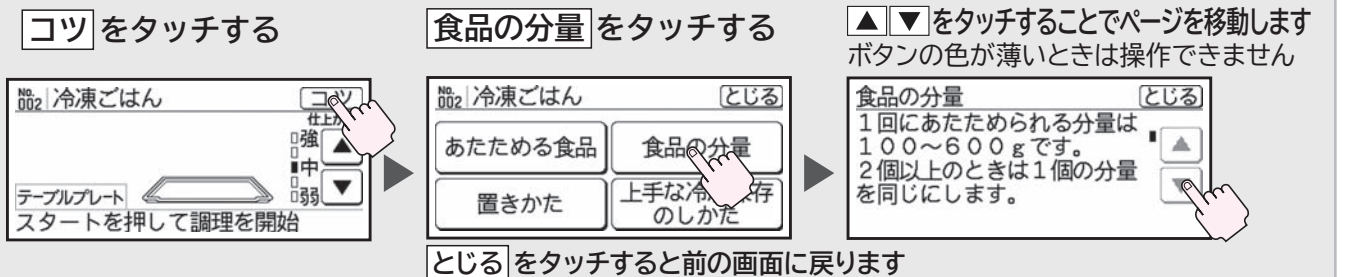 コツ をタッチする
No.002 冷凍ごはん
コツ
強
中
弱
テーブルプレート
スタートを押して調理を開始
食品の分量 をタッチする
No.002 冷凍ごはん
とじる
あたためる食品
食品の分量
置きかた
上手な冷凍保存
のしかた
とじる をタッチすると前の画面に戻ります
▲ ▼ をタッチすることでページを移動します
ボタンの色が薄いときは操作できません
食品の分量
とじる
1回にあたためられる分量は
100~600gです。
2個以上のときは1個の分量
を同じにします。